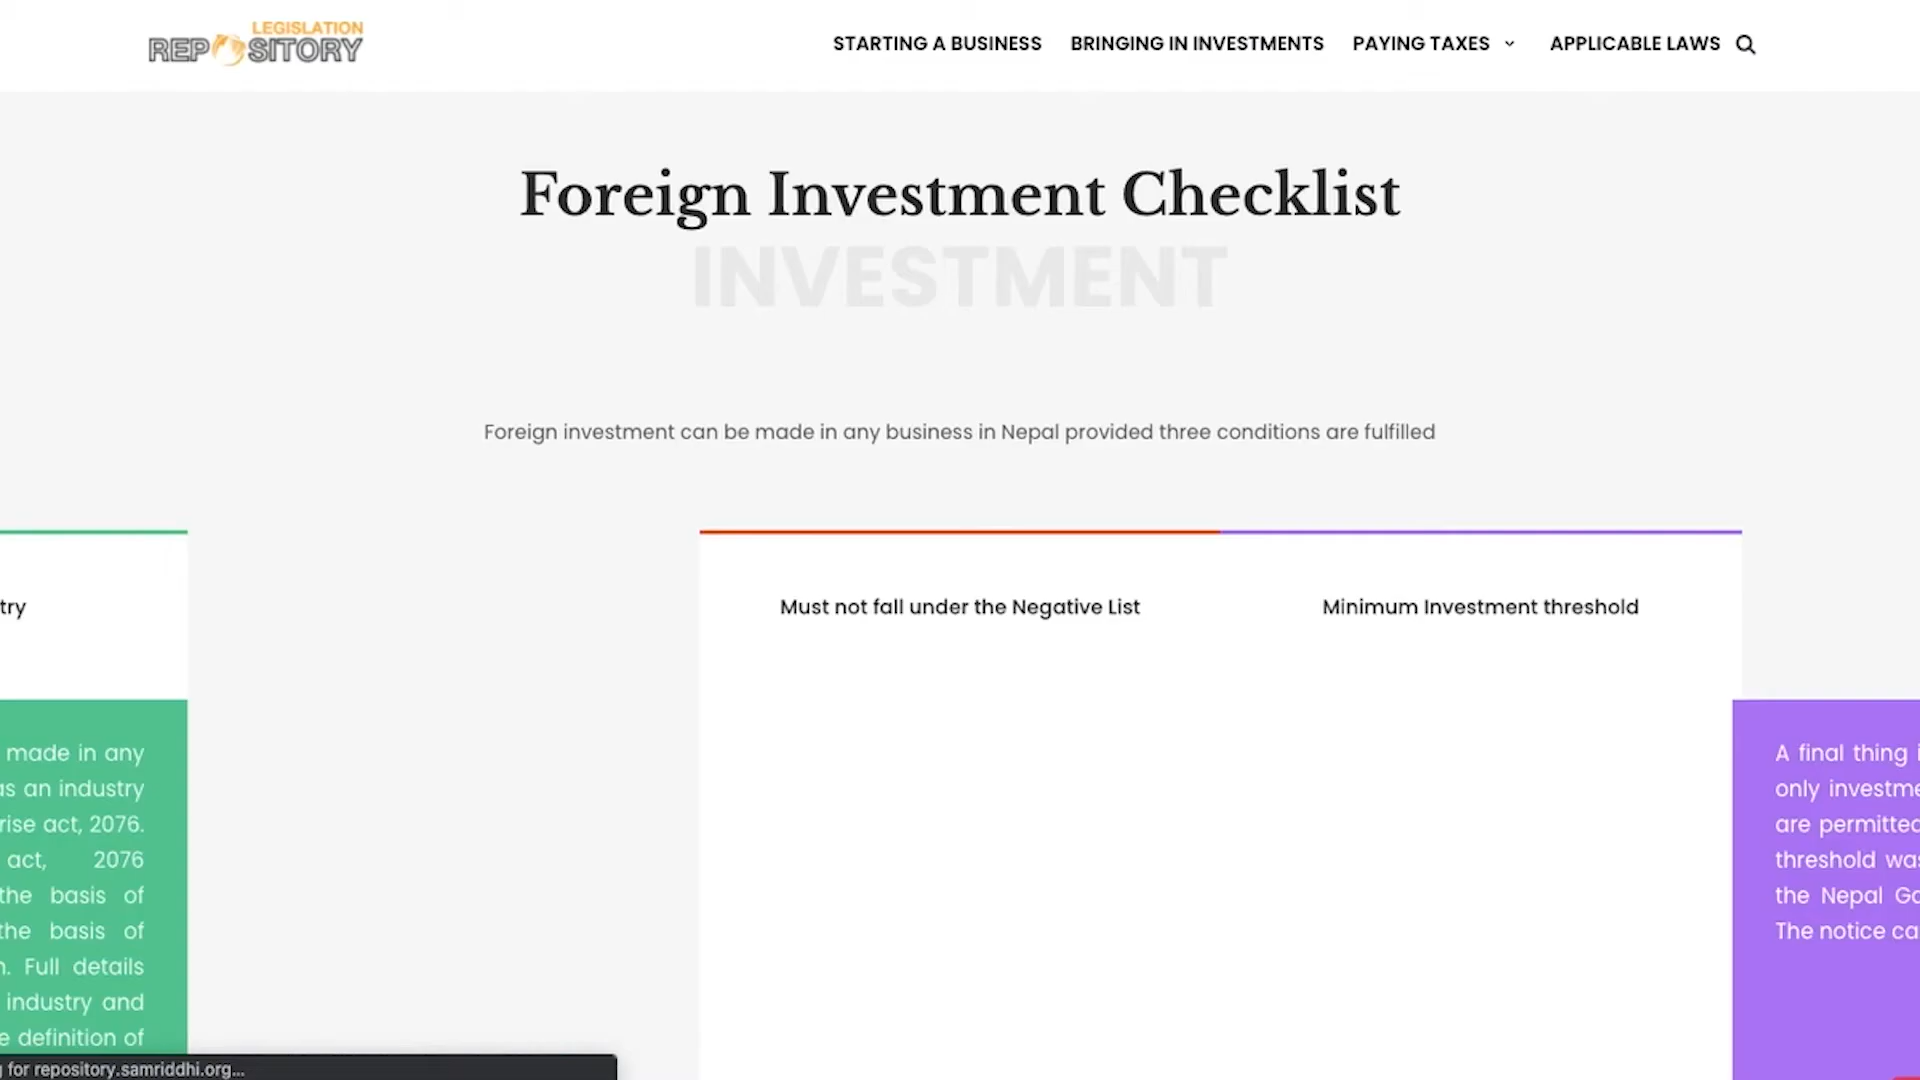 LEGISLATION
REPOSITORY
STARTING A BUSINESS
BRINGING IN INVESTMENTS
PAYING TAXES
APPLICABLE LAWS
Foreign Investment Checklist
INVESTMENT
Foreign investment can be made in any business in Nepal provided three conditions are fulfilled
try
Must not fall under the Negative List
Minimum Investment threshold
made in any
as an industry
rise act, 2076.
act, 2076
the basis of
the basis of
n. Full details
industry and
e definition of
A final thing i
only investme
are permitted
threshold was
the Nepal Ga
The notice ca
g for repository.samriddhi.org...